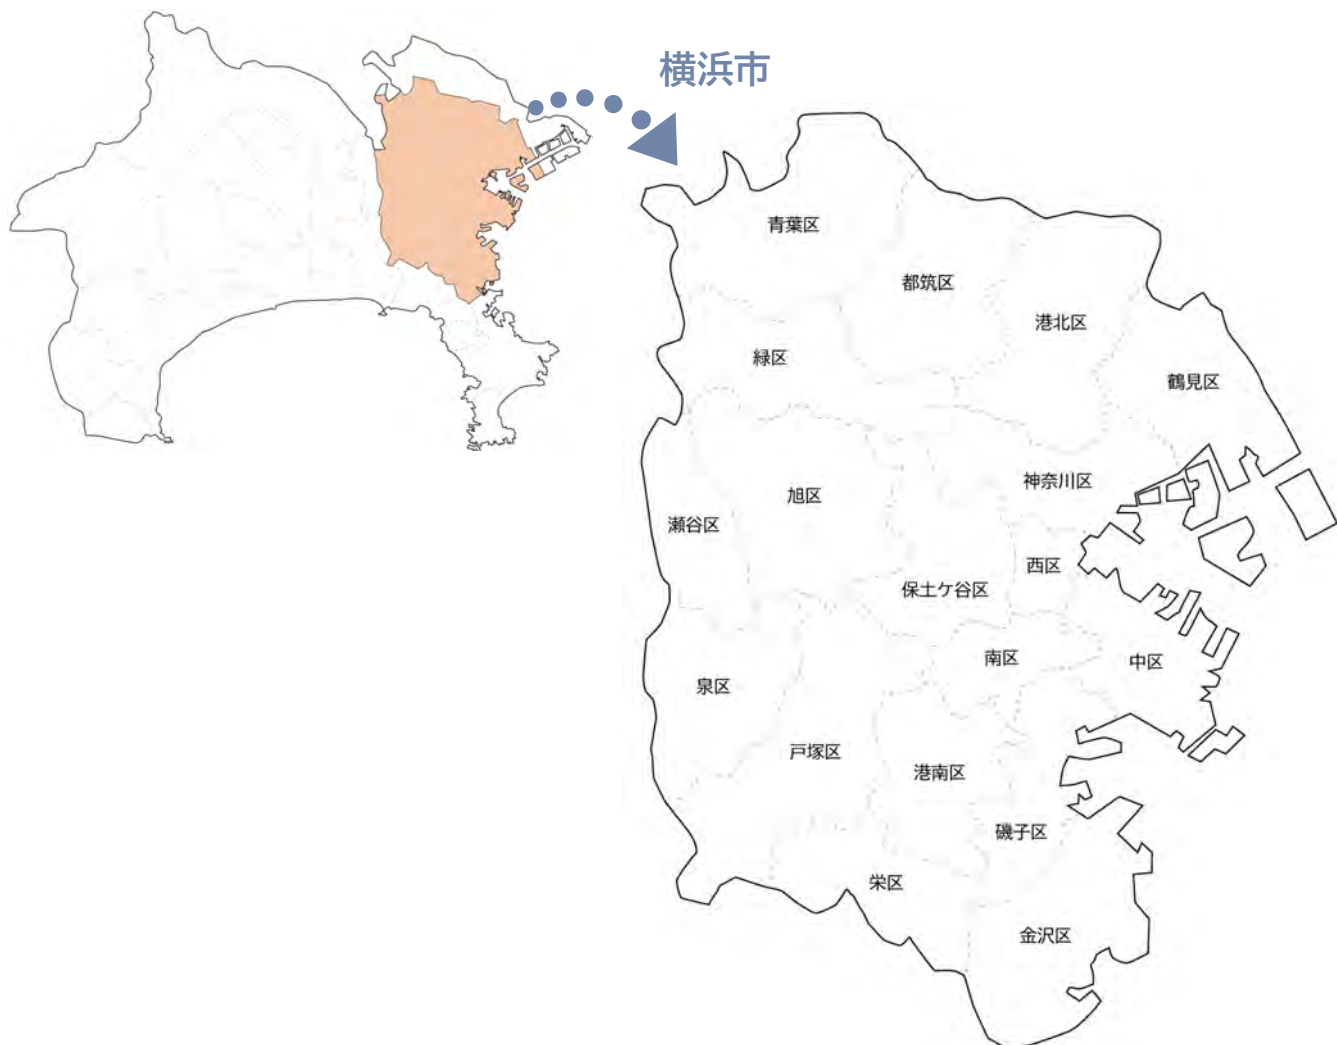 横浜市
青葉区
都筑区
港北区
緑区
鶴見区
神奈川区
旭区
瀬谷区
西区
保土ケ谷区
南区
中区
泉区
戸塚区
港南区
磯子区
栄区
金沢区